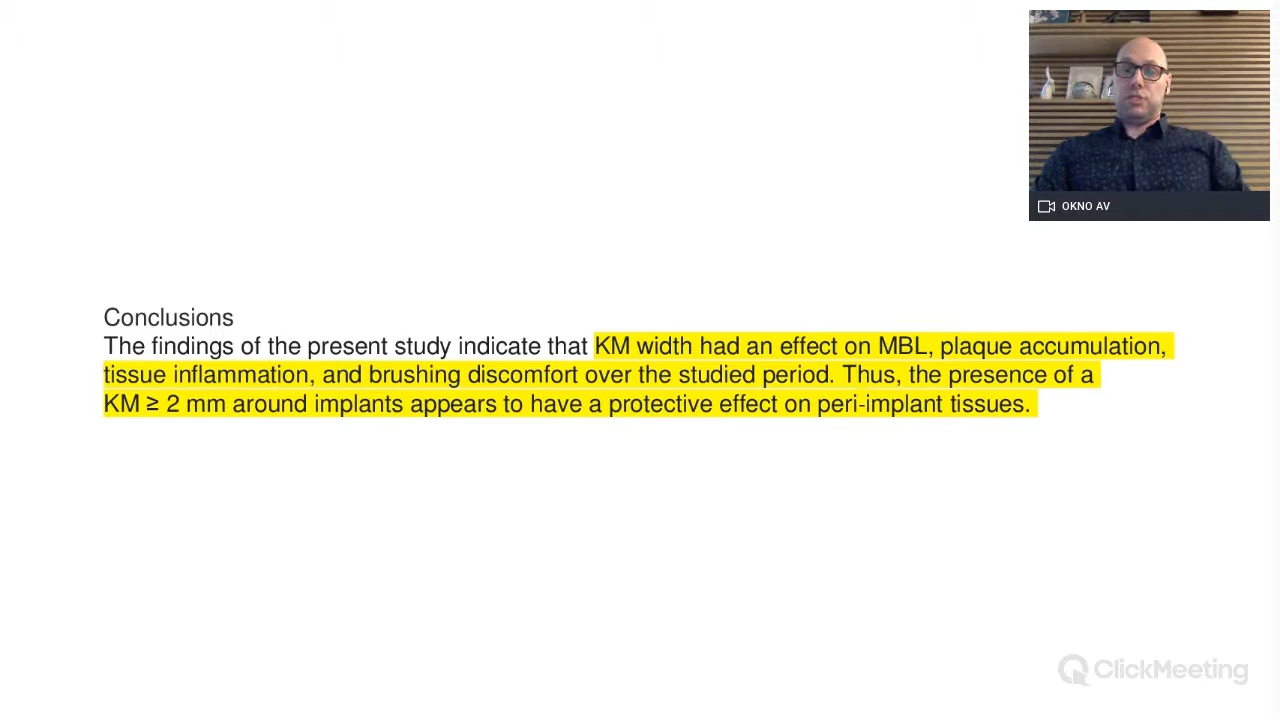 OKNO AV
Conclusions
The findings of the present study indicate that KM width had an effect on MBL, plaque accumulation,
tissue inflammation, and brushing discomfort over the studied period. Thus, the presence of a
KM ≥ 2 mm around implants appears to have a protective effect on peri-implant tissues.
ClickMeeting